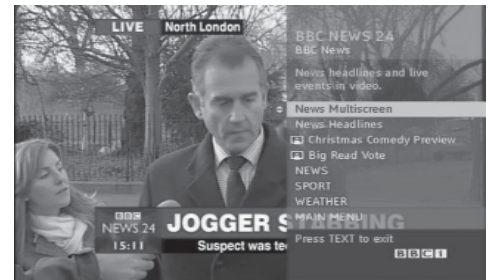 LIVE North London
BBC NEWS 24
BBC News
News headlines and live
events in video.
News Multiscreen
News Headlines
Christmas Comedy Preview
Big Read Vote
NEWS
SPORT
WEATHER
MAIN MENU
Press TEXT to exit
BBC 1
BBC
NEWS 24
15:11
JOGGER STABBING
Suspect was